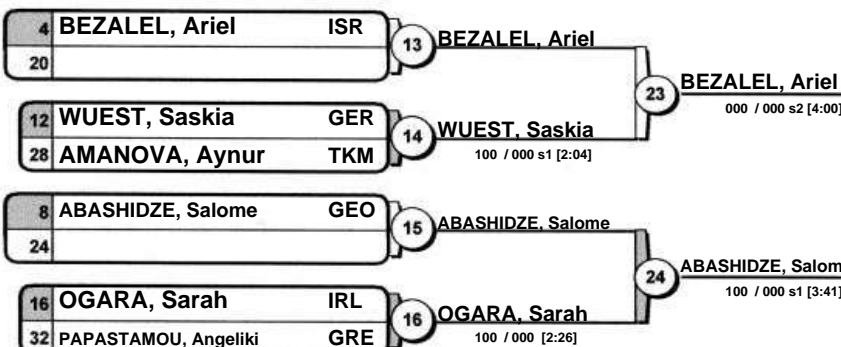 4 BEZALEL, Ariel ISR
20
13 BEZALEL, Ariel
12 WUEST, Saskia GER
28 AMANOVA, Aynur TKM
14 WUEST, Saskia
100 / 000 s1 [2:04]
23 BEZALEL, Ariel
000 / 000 s2 [4:00]
8 ABASHIDZE, Salome GEO
24
15 ABASHIDZE, Salome
16 OGARA, Sarah IRL
32 PAPASTAMOU, Angeliki GRE
16 OGARA, Sarah
100 / 000 [2:26]
24 ABASHIDZE, Salom
100 / 000 s1 [3:41]